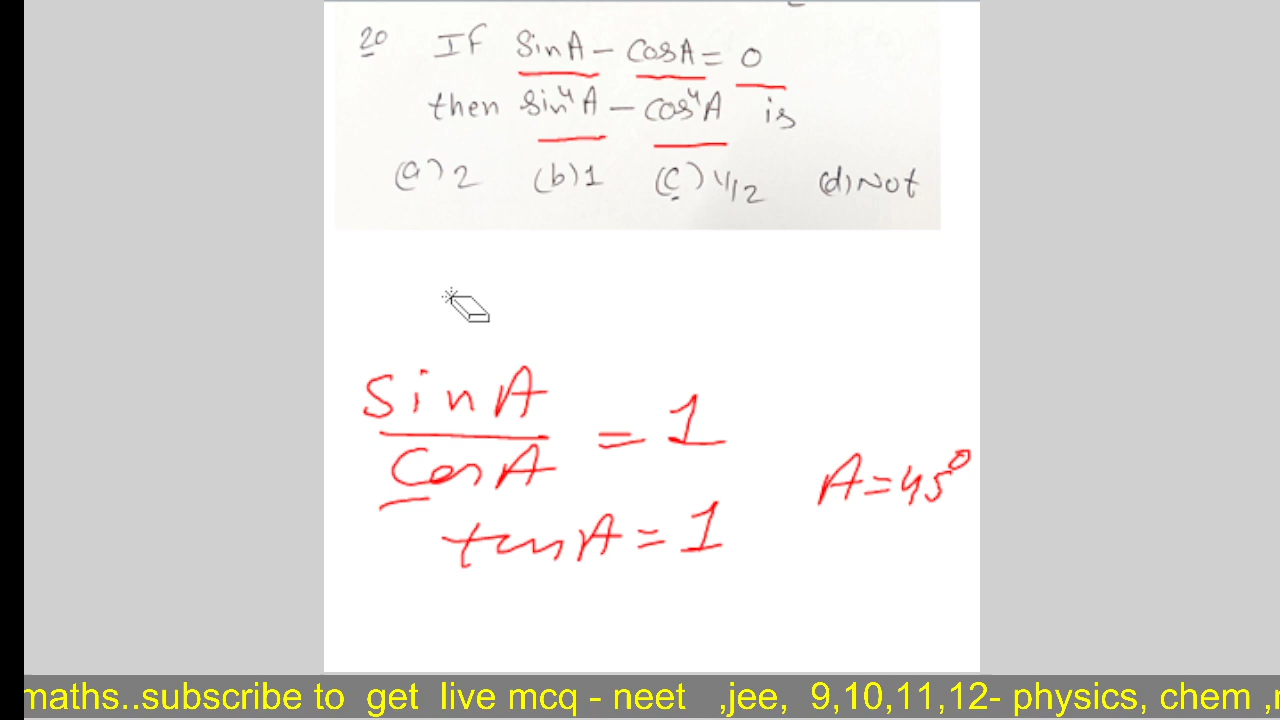 20 If sinA - cosA = 0
then sin⁴A - cos⁴A is
(a) 2 (b) 1 (c) 1/2 (d) Not
sinA
cosA
= 1
tanA = 1
A = 45°
maths..subscribe to get live mcq - neet ,jee, 9,10,11,12- physics, chem ,